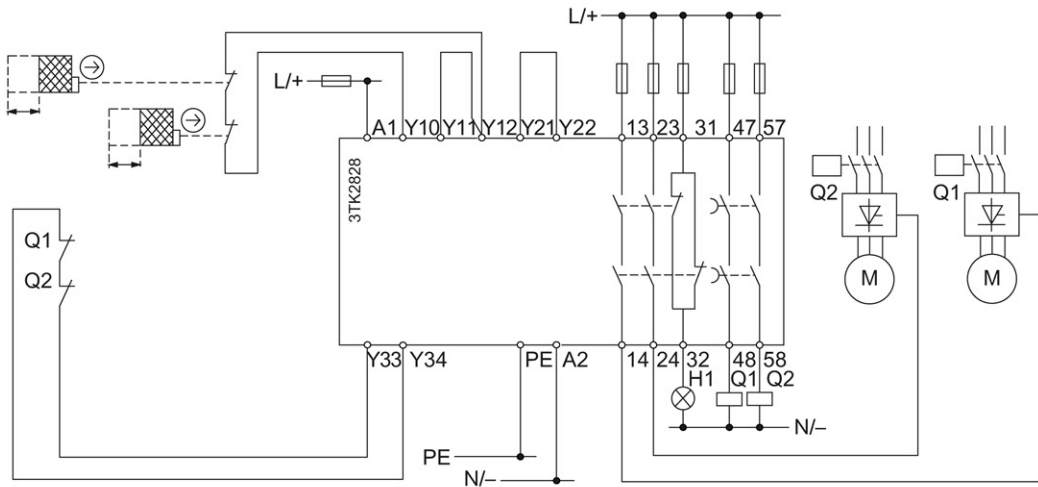 L/+
L/+
A1 Y10 Y11 Y12 Y21 Y22 13 23 31 47 57
3TK2828
Q2 Q1
Q1
Q2
M M
Y33 Y34 PE A2 14 24 32 48 58
H1 Q1 Q2
N/–
PE
N/–